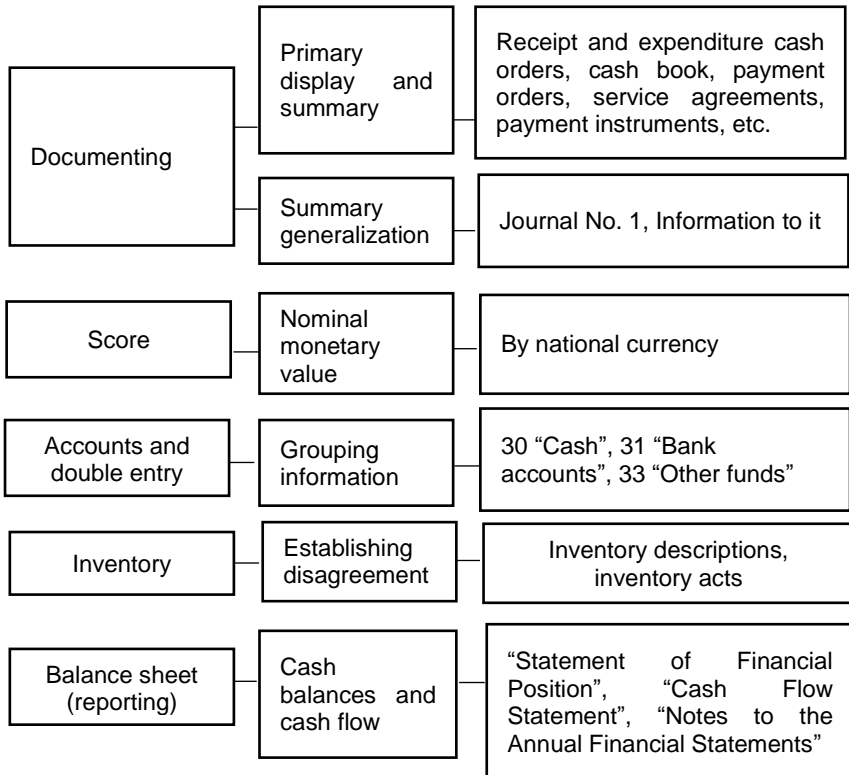 Documenting
Primary
display and
summary
Receipt and expenditure cash
orders, cash book, payment
orders, service agreements,
payment instruments, etc.
Summary
generalization
Journal No. 1, Information to it
Score
Nominal
monetary
value
By national currency
Accounts and
double entry
Grouping
information
30 “Cash”, 31 “Bank
accounts”, 33 “Other funds”
Inventory
Establishing
disagreement
Inventory descriptions,
inventory acts
Balance sheet
(reporting)
Cash
balances and
cash flow
“Statement of Financial
Position”, “Cash Flow
Statement”, “Notes to the
Annual Financial Statements”